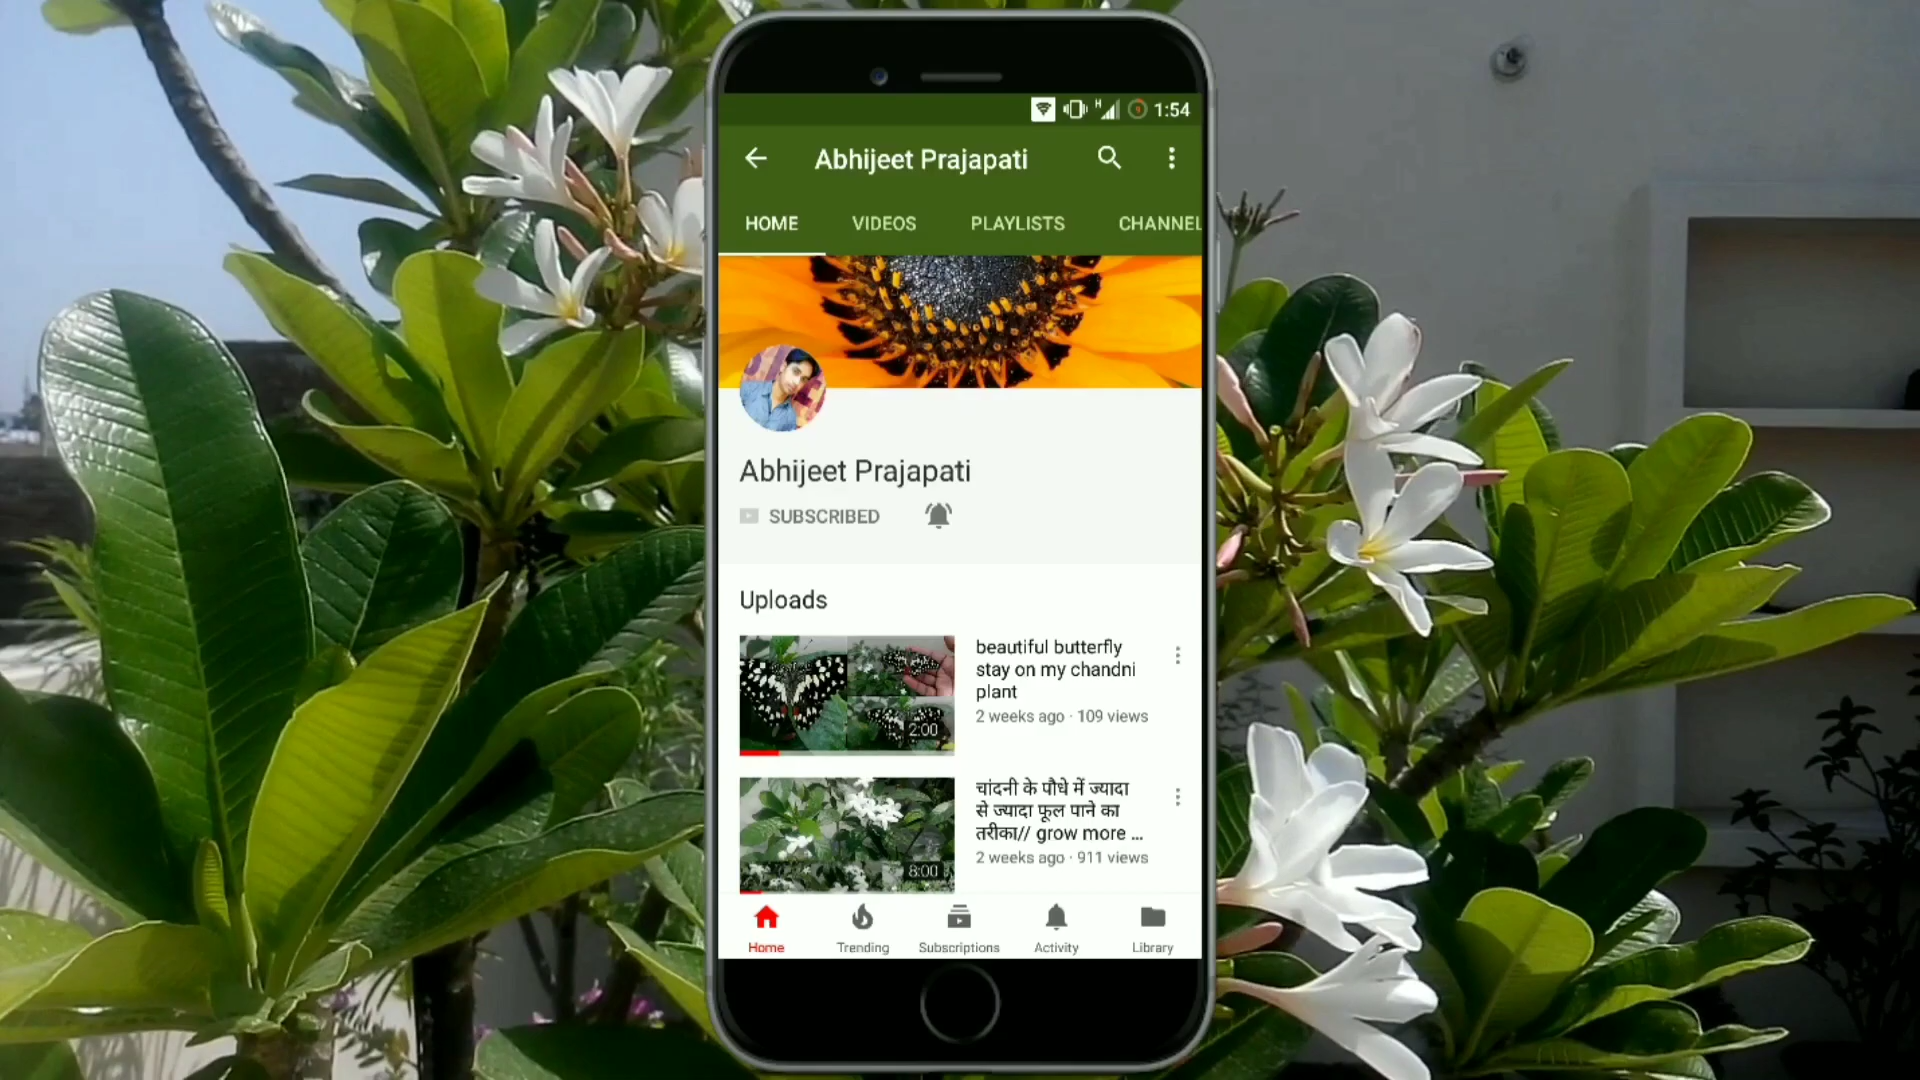 1:54
Abhijeet Prajapati
HOME VIDEOS PLAYLISTS CHANNEL
Abhijeet Prajapati
SUBSCRIBED
Uploads
beautiful butterfly
stay on my chandni
plant
2 weeks ago · 109 views
2:00
चांदनी के पौधे में ज्यादा
से ज्यादा फूल पाने का
तरीका// grow more ...
2 weeks ago · 911 views
8:00
Home Trending Subscriptions Activity Library